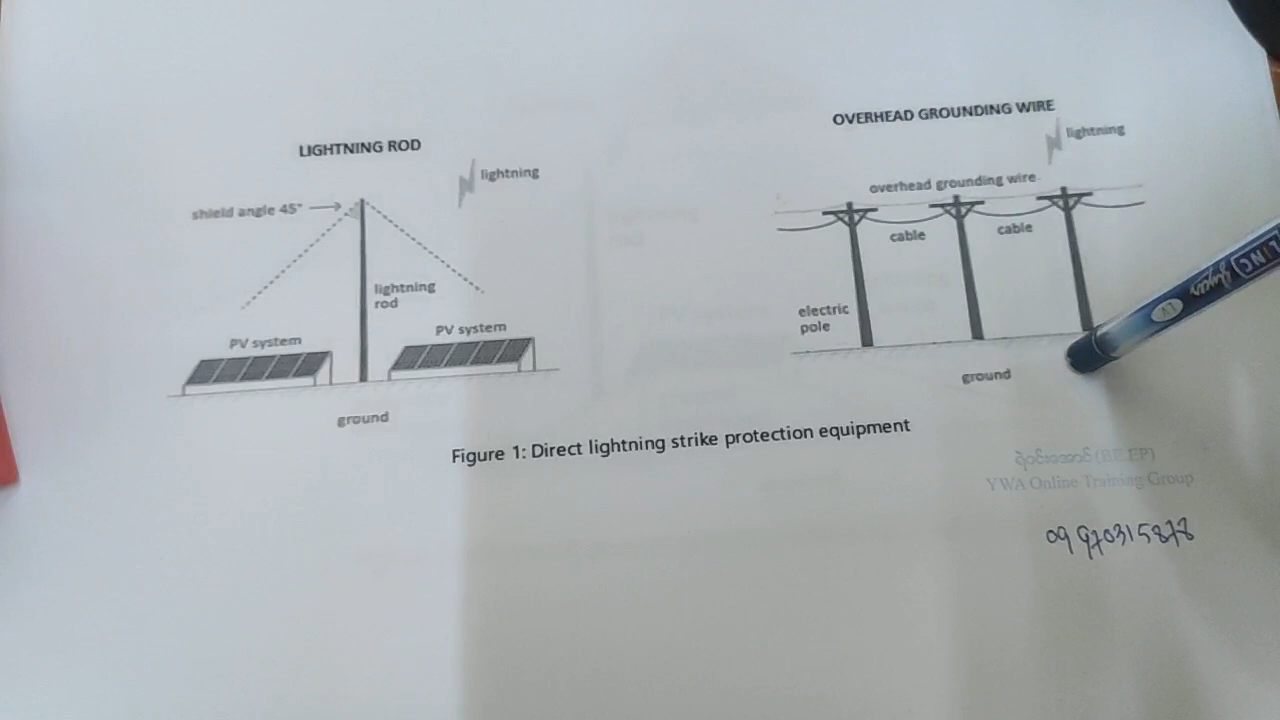 LIGHTNING ROD
lightning
shield angle 45°
lightning
rod
PV system
PV system
ground
OVERHEAD GROUNDING WIRE
lightning
overhead grounding wire
cable
cable
electric
pole
ground
LINC
Figure 1: Direct lightning strike protection equipment
YWA Online Training Group
09 970315878